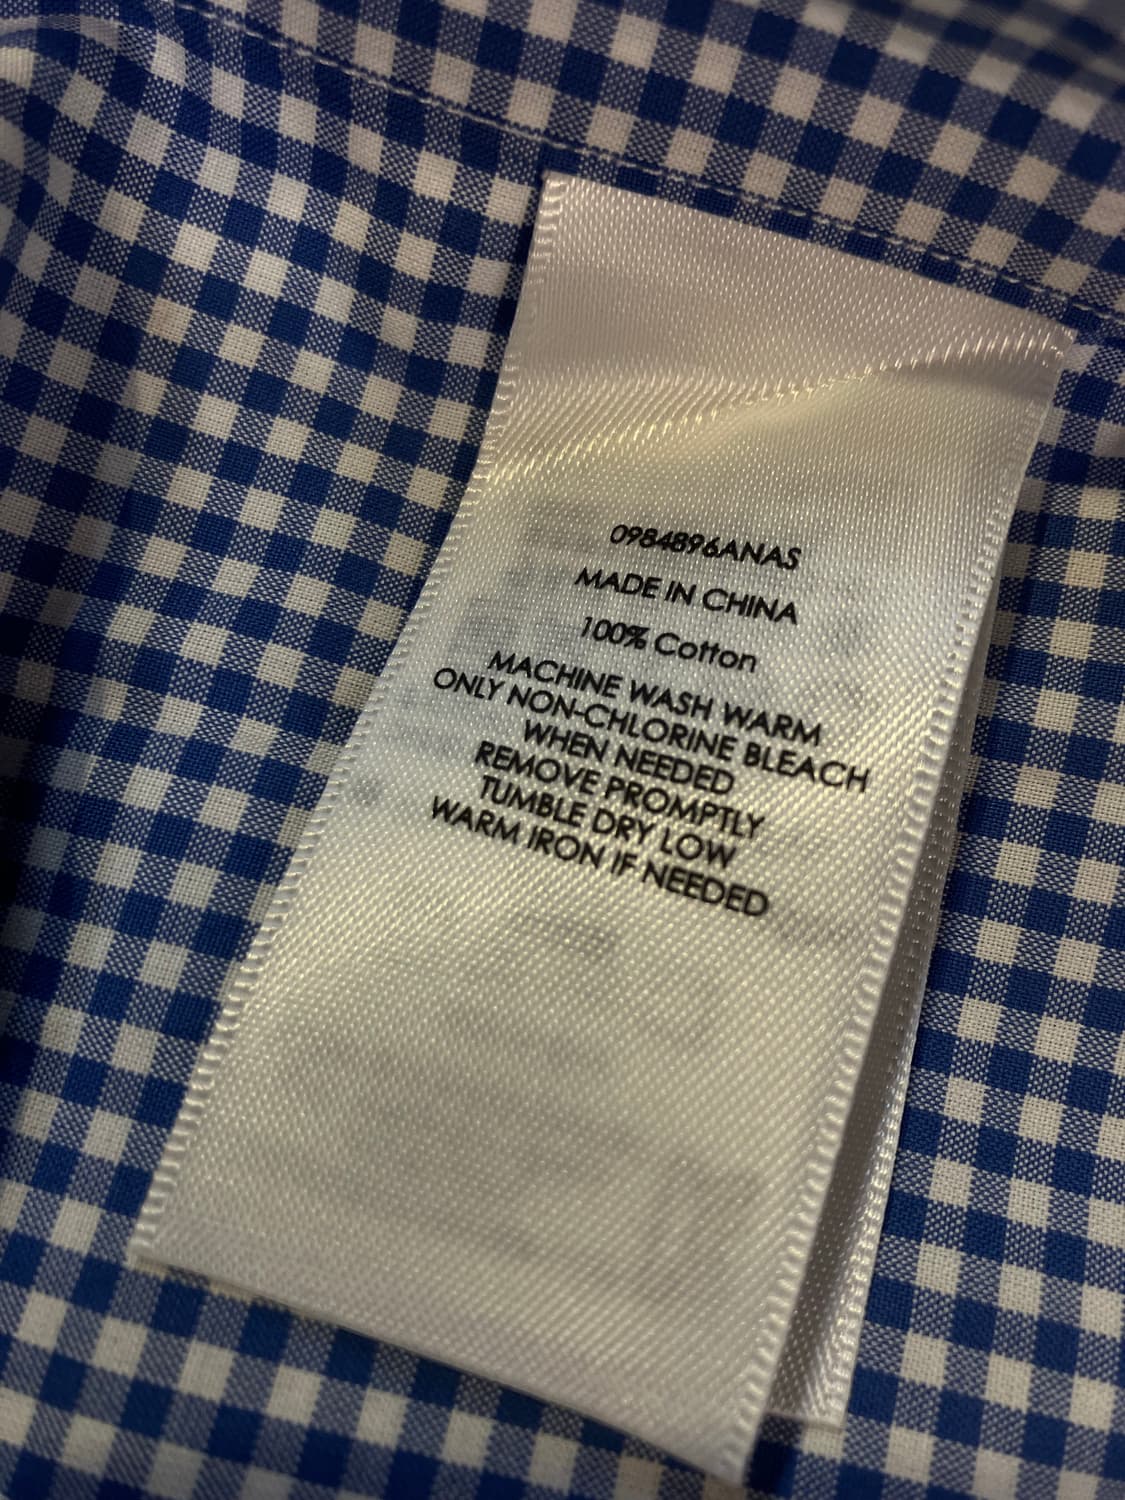 0984896ANAS
MADE IN CHINA
100% Cotton
MACHINE WASH WARM
ONLY NON-CHLORINE BLEACH
WHEN NEEDED
REMOVE PROMPTLY
TUMBLE DRY LOW
WARM IRON IF NEEDED